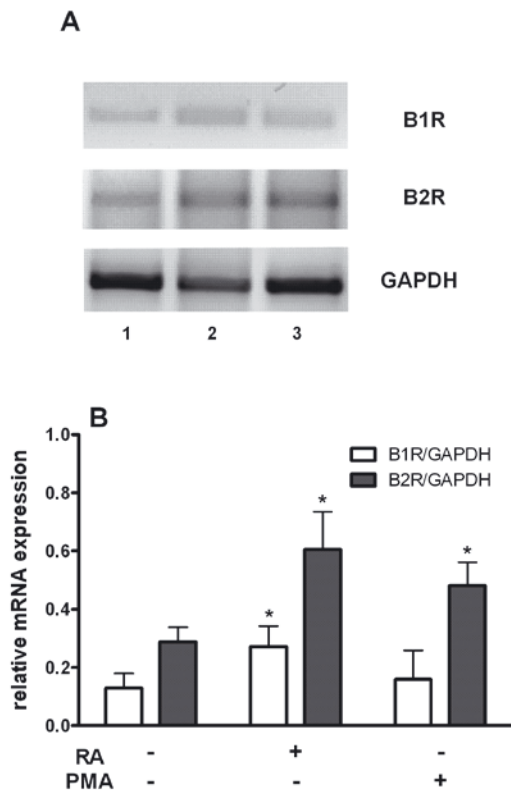 A
B1R
B2R
GAPDH
1 2 3
B
relative mRNA expression
1.0
0.8
0.6
0.4
0.2
0.0
B1R/GAPDH
B2R/GAPDH
* * *
RA - + -
PMA - - +